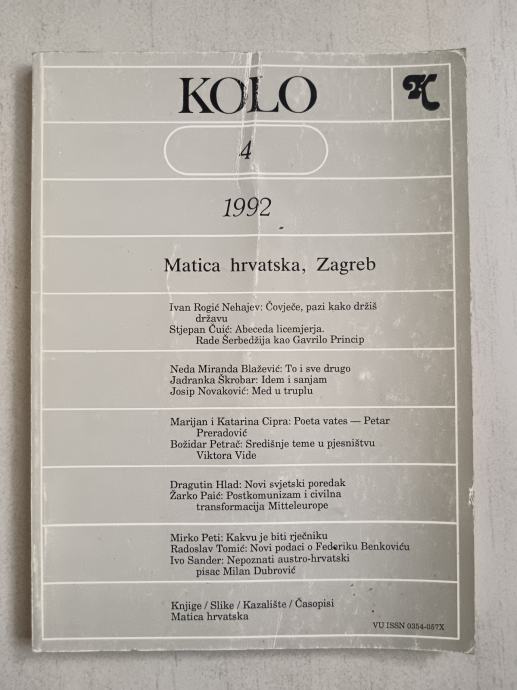 KOLO
4
1992
Matica hrvatska, Zagreb
Ivan Rogić Nehajev: Čovječe, pazi kako držiš
državu
Stjepan Čuić: Abeceda licemjerja.
Rade Šerbedžija kao Gavrilo Princip
Neda Miranda Blažević: To i sve drugo
Jadranka Škrobar: Idem i sanjam
Josip Novaković: Med u truplu
Marijan i Katarina Cipra: Poeta vates — Petar
Preradović
Božidar Petrač: Središnje teme u pjesništvu
Viktora Vide
Dragutin Hlad: Novi svjetski poredak
Žarko Paić: Postkomunizam i civilna
transformacija Mitteleurope
Mirko Peti: Kakvu je biti rječniku
Radoslav Tomić: Novi podaci o Federiku Benkoviću
Ivo Sander: Nepoznati austro-hrvatski
pisac Milan Dubrović
Knjige / Slike / Kazalište / Časopisi
Matica hrvatska
VU ISSN 0354-057X